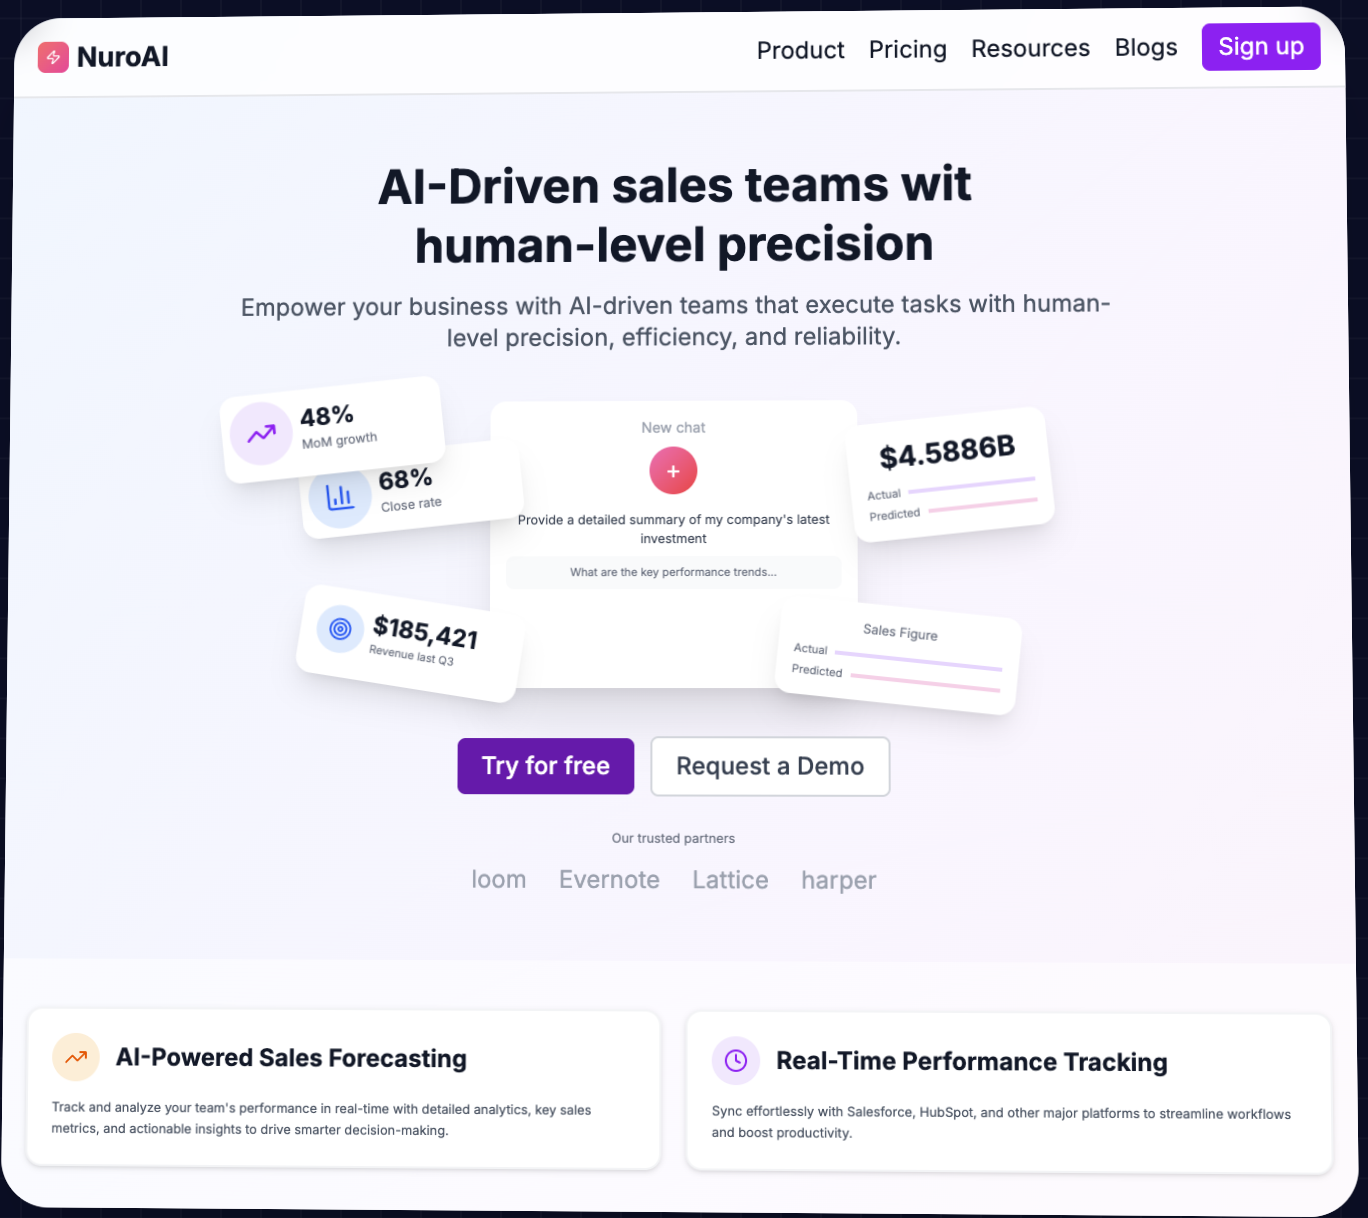 NuroAI
Product Pricing Resources Blogs Sign up
AI-Driven sales teams wit
human-level precision
Empower your business with AI-driven teams that execute tasks with human-
level precision, efficiency, and reliability.
48%
MoM growth
68%
Close rate
$185,421
Revenue last Q3
New chat
+
Provide a detailed summary of my company's latest
investment
What are the key performance trends...
$4.5886B
Actual
Predicted
Sales Figure
Actual
Predicted
Try for free
Request a Demo
Our trusted partners
loom Evernote Lattice harper
AI-Powered Sales Forecasting
Track and analyze your team's performance in real-time with detailed analytics, key sales
metrics, and actionable insights to drive smarter decision-making.
Real-Time Performance Tracking
Sync effortlessly with Salesforce, HubSpot, and other major platforms to streamline workflows
and boost productivity.